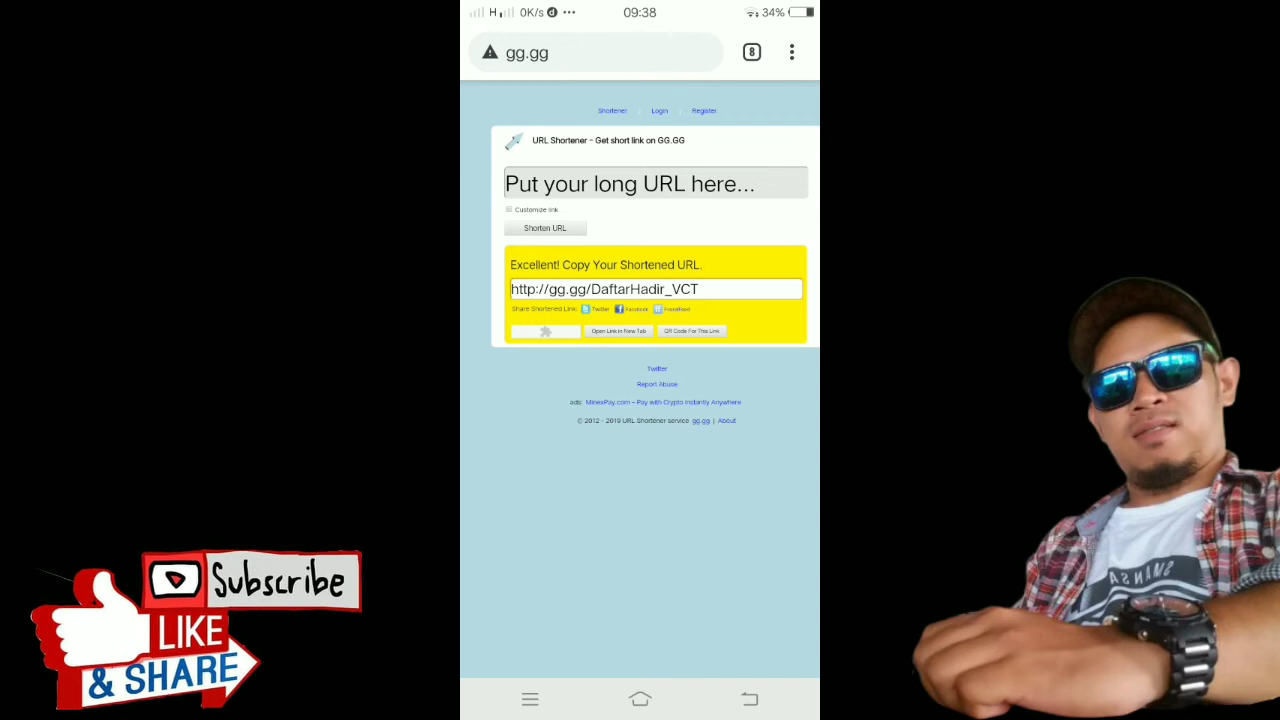 H 0K/s d ... 09:38 34%
gg.gg 8
Shortener / Login / Register
URL Shortener - Get short link on GG.GG
Put your long URL here...
Customize link
Shorten URL
Excellent! Copy Your Shortened URL.
http://gg.gg/DaftarHadir_VCT
Share Shortened Link: Twitter Facebook FriendFeed
Open Link in New Tab QR Code For This Link
Twitter
Report Abuse
ads: MinexPay.com - Pay with Crypto Instantly Anywhere
© 2012 - 2019 URL Shortener service gg.gg | About
Subscribe
LIKE
& SHARE
SMANSA